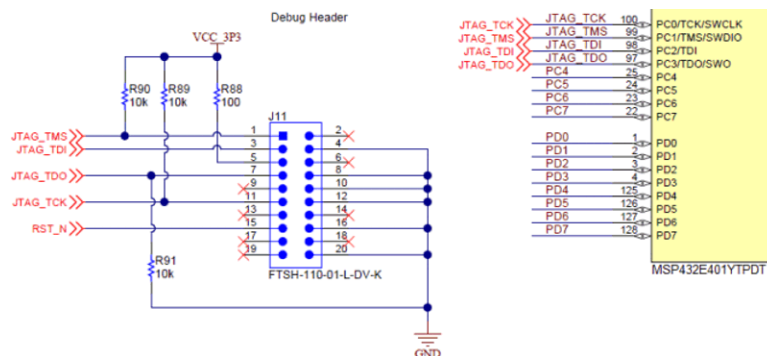 Debug Header
VCC_3P3
R90
10k
R89
10k
R88
100
J11
JTAG_TMS
JTAG_TDI
JTAG_TDO
JTAG_TCK
RST_N
1 2
3 4
5 6
7 8
9 10
11 12
13 14
15 16
17 18
19 20
R91
10k
FTSH-110-01-L-DV-K
GND
JTAG_TCK JTAG_TCK 100 PC0/TCK/SWCLK
JTAG_TMS JTAG_TMS 99 PC1/TMS/SWDIO
JTAG_TDI JTAG_TDI 98 PC2/TDI
JTAG_TDO JTAG_TDO 97 PC3/TDO/SWO
PC4 25 PC4
PC5 24 PC5
PC6 23 PC6
PC7 22 PC7
PD0 1 PD0
PD1 2 PD1
PD2 3 PD2
PD3 4 PD3
PD4 125 PD4
PD5 126 PD5
PD6 127 PD6
PD7 128 PD7
MSP432E401YTPDT